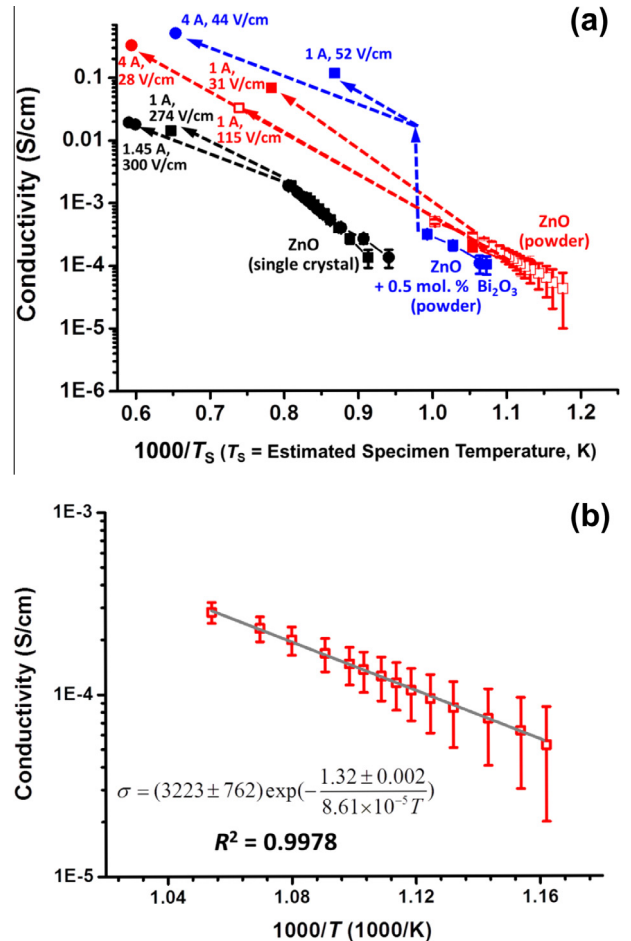 (a)
4 A, 44 V/cm
1 A, 52 V/cm
4 A,
28 V/cm
1 A,
31 V/cm
1 A,
274 V/cm
1 A,
115 V/cm
1.45 A,
300 V/cm
0.1
0.01
1E-3
1E-4
1E-5
1E-6
Conductivity (S/cm)
ZnO
(single crystal)
ZnO
+ 0.5 mol. % Bi₂O₃
(powder)
ZnO
(powder)
0.6 0.7 0.8 0.9 1.0 1.1 1.2
1000/T_S (T_S = Estimated Specimen Temperature, K)
(b)
1E-3
1E-4
1E-5
Conductivity (S/cm)
σ = (3223 ± 762) exp(− 1.32 ± 0.002 / 8.61×10⁻⁵ T)
R² = 0.9978
1.04 1.08 1.12 1.16
1000/T (1000/K)